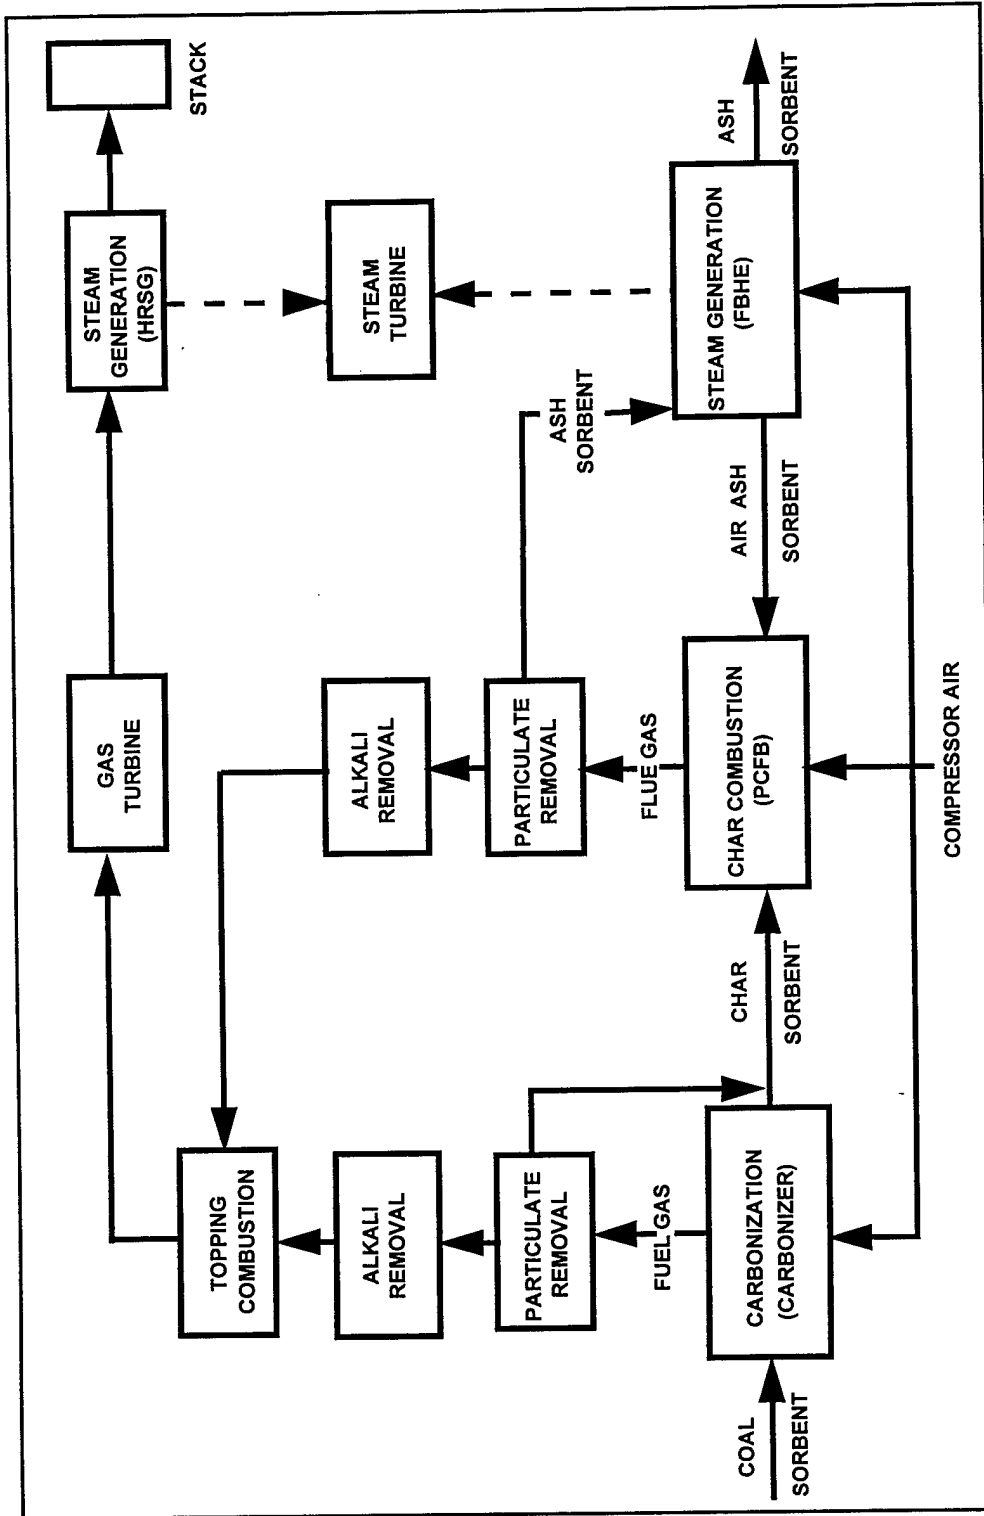 STACK
STEAM
GENERATION
(HRSG)
GAS
TURBINE
TOPPING
COMBUSTION
STEAM
TURBINE
ALKALI
REMOVAL
ALKALI
REMOVAL
ASH
SORBENT
PARTICULATE
REMOVAL
PARTICULATE
REMOVAL
FLUE GAS
FUEL GAS
COAL
SORBENT
CARBONIZATION
(CARBONIZER)
CHAR
SORBENT
CHAR COMBUSTION
(PCFB)
AIR ASH
SORBENT
STEAM GENERATION
(FBHE)
ASH
SORBENT
COMPRESSOR AIR